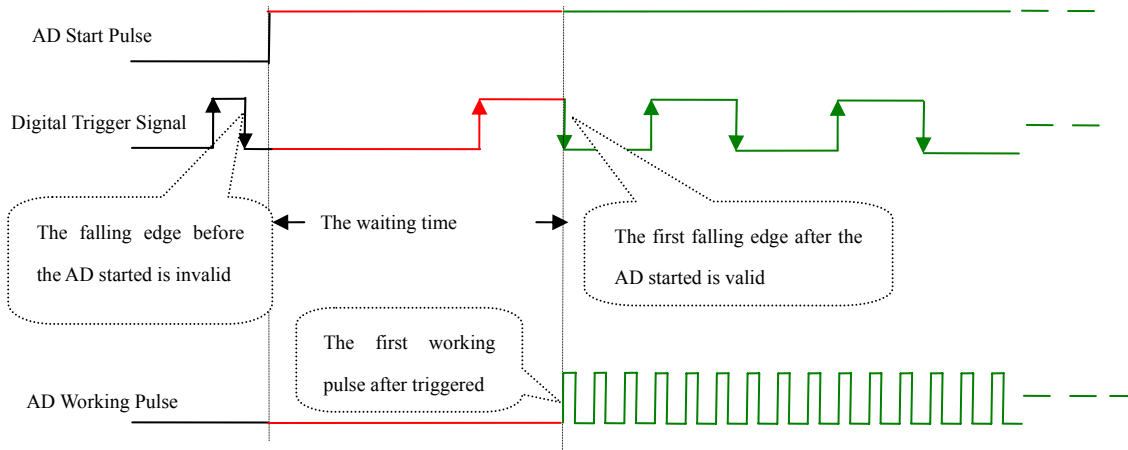 AD Start Pulse
Digital Trigger Signal
The falling edge before
the AD started is invalid
The waiting time
The first falling edge after the
AD started is valid
The first working
pulse after triggered
AD Working Pulse